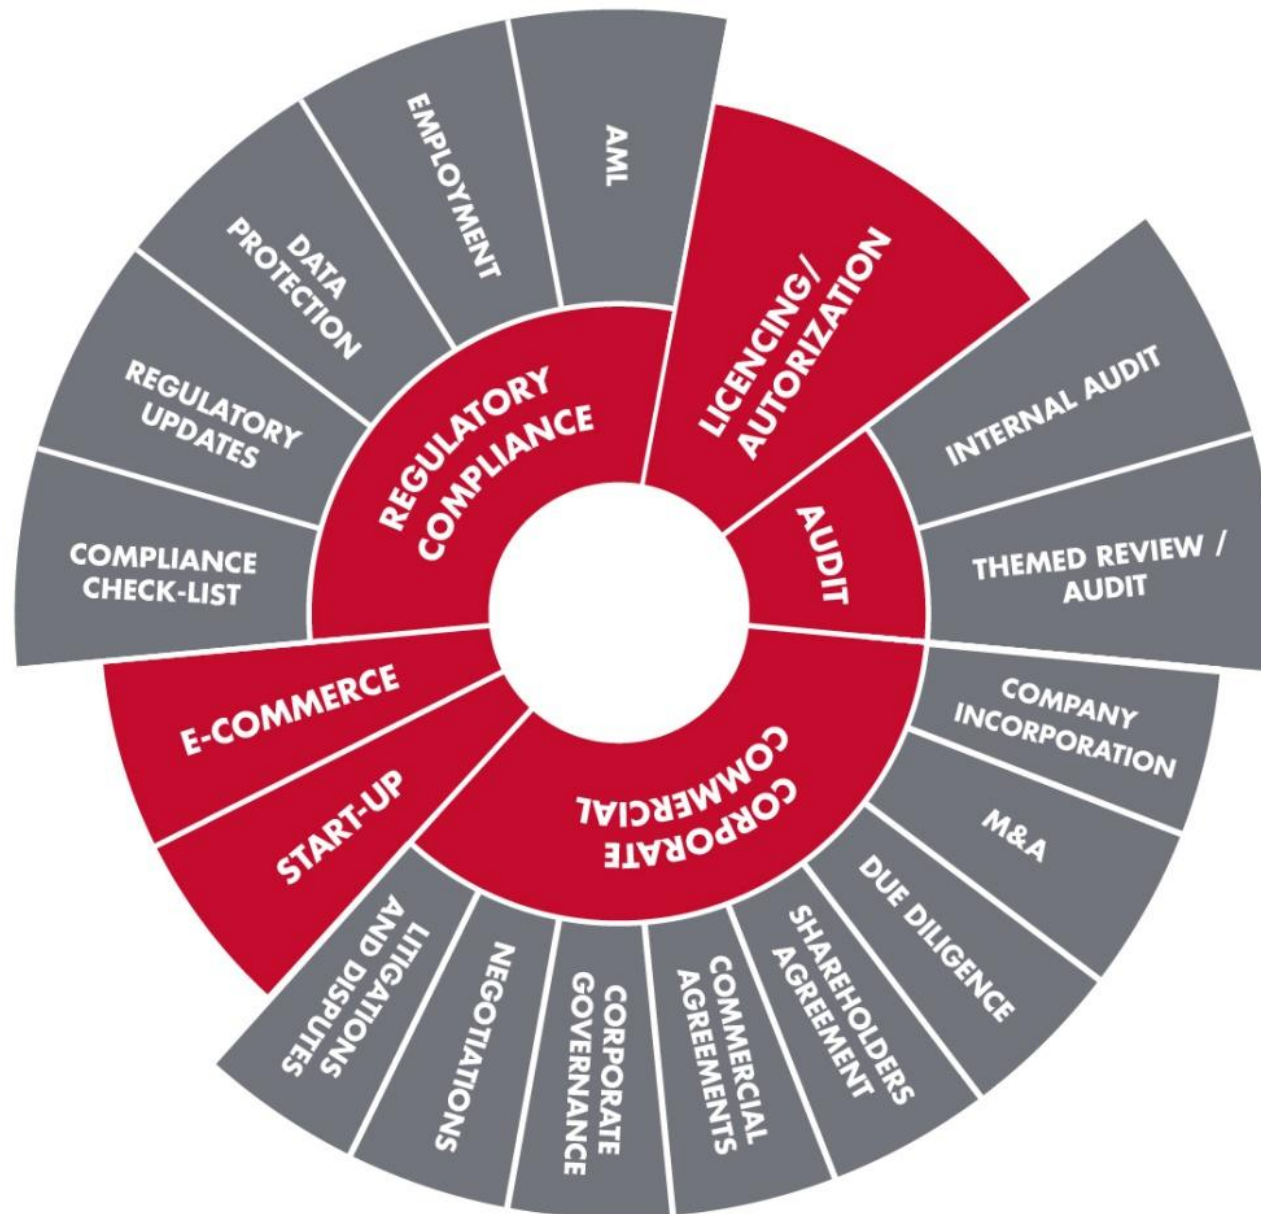 AML
EMPLOYMENT
DATA
PROTECTION
REGULATORY
UPDATES
COMPLIANCE
CHECK-LIST
REGULATORY
COMPLIANCE
LICENCING/
AUTORIZATION
INTERNAL AUDIT
THEMED REVIEW /
AUDIT
AUDIT
COMPANY
INCORPORATION
M&A
DUE DILIGENCE
SHAREHOLDERS
AGREEMENT
COMMERCIAL
AGREEMENTS
CORPORATE
GOVERNANCE
NEGOTIATIONS
LITIGATIONS
AND DISPUTES
CORPORATE
COMMERCIAL
START-UP
E-COMMERCE